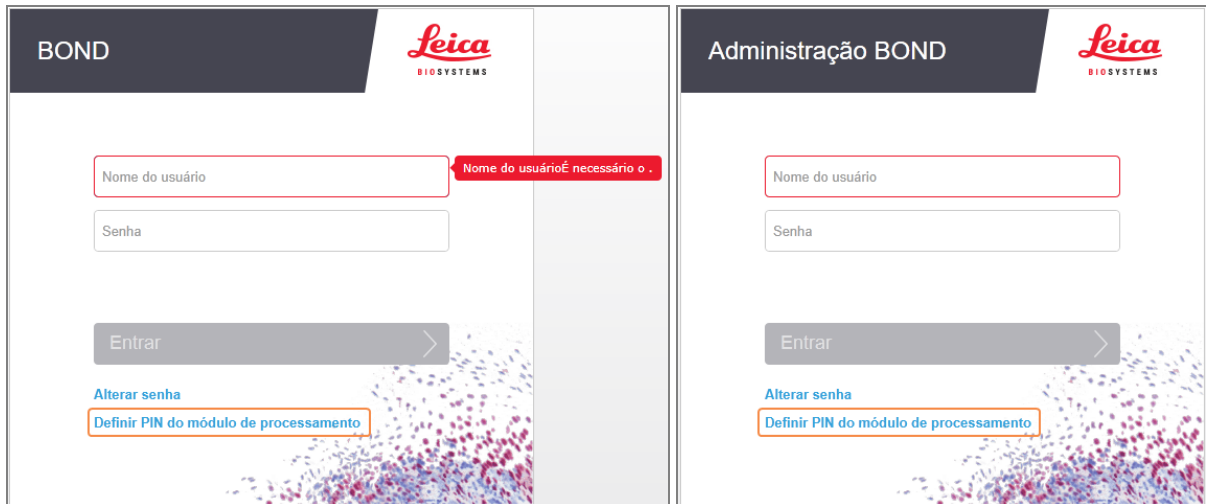 BOND
Leica
BIOSYSTEMS
Nome do usuário
Nome do usuárioÉ necessário o .
Senha
Entrar
Alterar senha
Definir PIN do módulo de processamento
Administração BOND
Leica
BIOSYSTEMS
Nome do usuário
Senha
Entrar
Alterar senha
Definir PIN do módulo de processamento